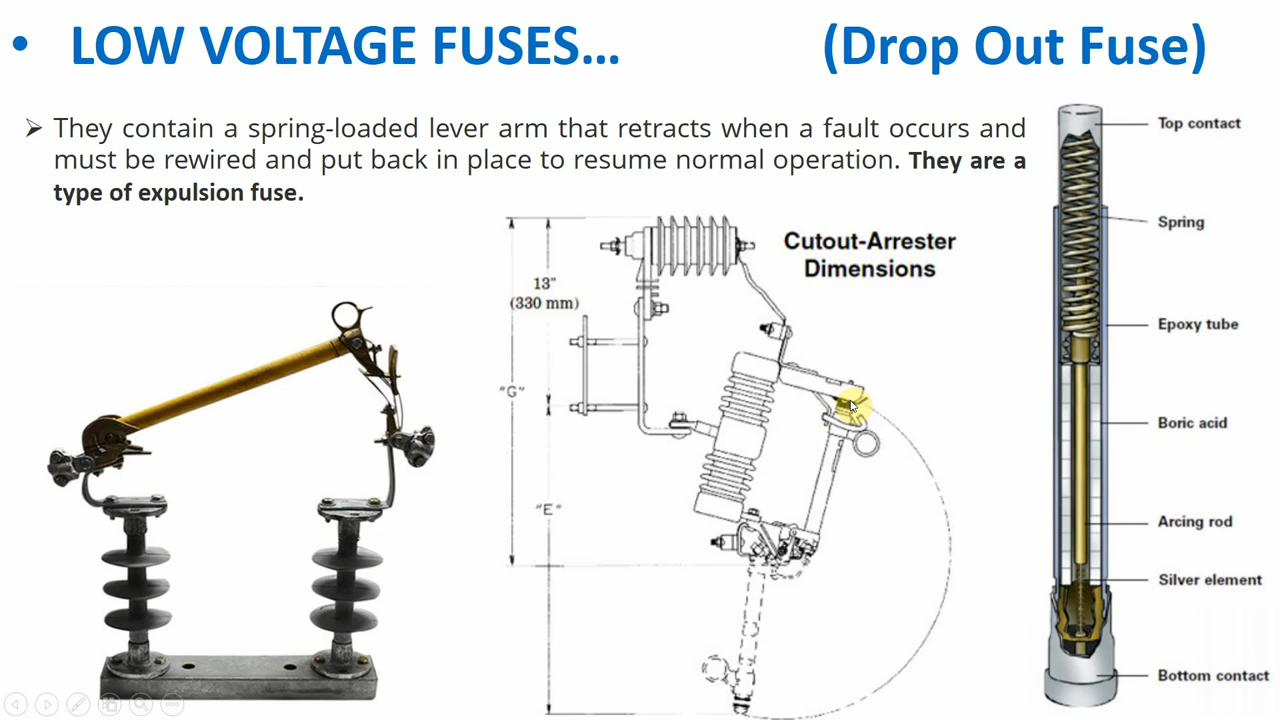 • LOW VOLTAGE FUSES... (Drop Out Fuse)
➢ They contain a spring-loaded lever arm that retracts when a fault occurs and
must be rewired and put back in place to resume normal operation. They are a
type of expulsion fuse.
Cutout-Arrester
Dimensions
13"
(330 mm)
"G"
"E"
Top contact
Spring
Epoxy tube
Boric acid
Arcing rod
Silver element
Bottom contact